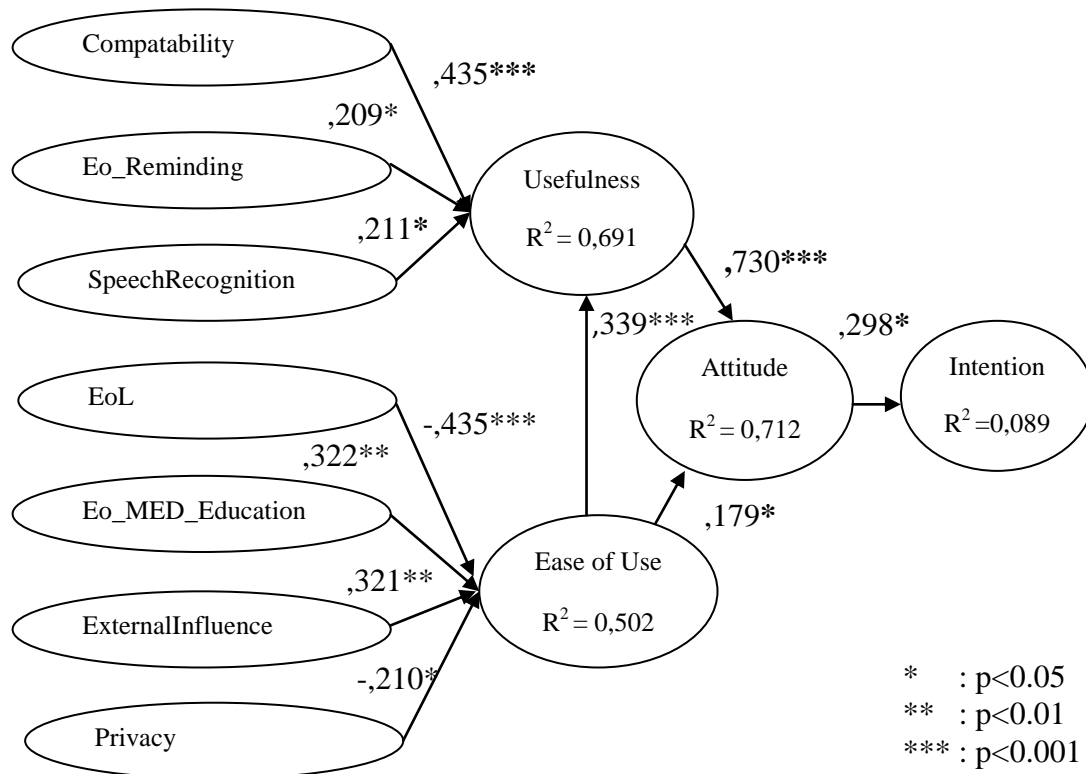 Compatability
,435***
,209*
Eo_Reminding
Usefulness
R2 = 0,691
,211*
SpeechRecognition
,730***
,339***
,298*
EoL
Attitude
R2 = 0,712
Intention
R2 =0,089
-,435***
,322**
Eo_MED_Education
,179*
Ease of Use
R2 = 0,502
,321**
ExternalInfluence
-,210*
Privacy
* : p<0.05
** : p<0.01
*** : p<0.001